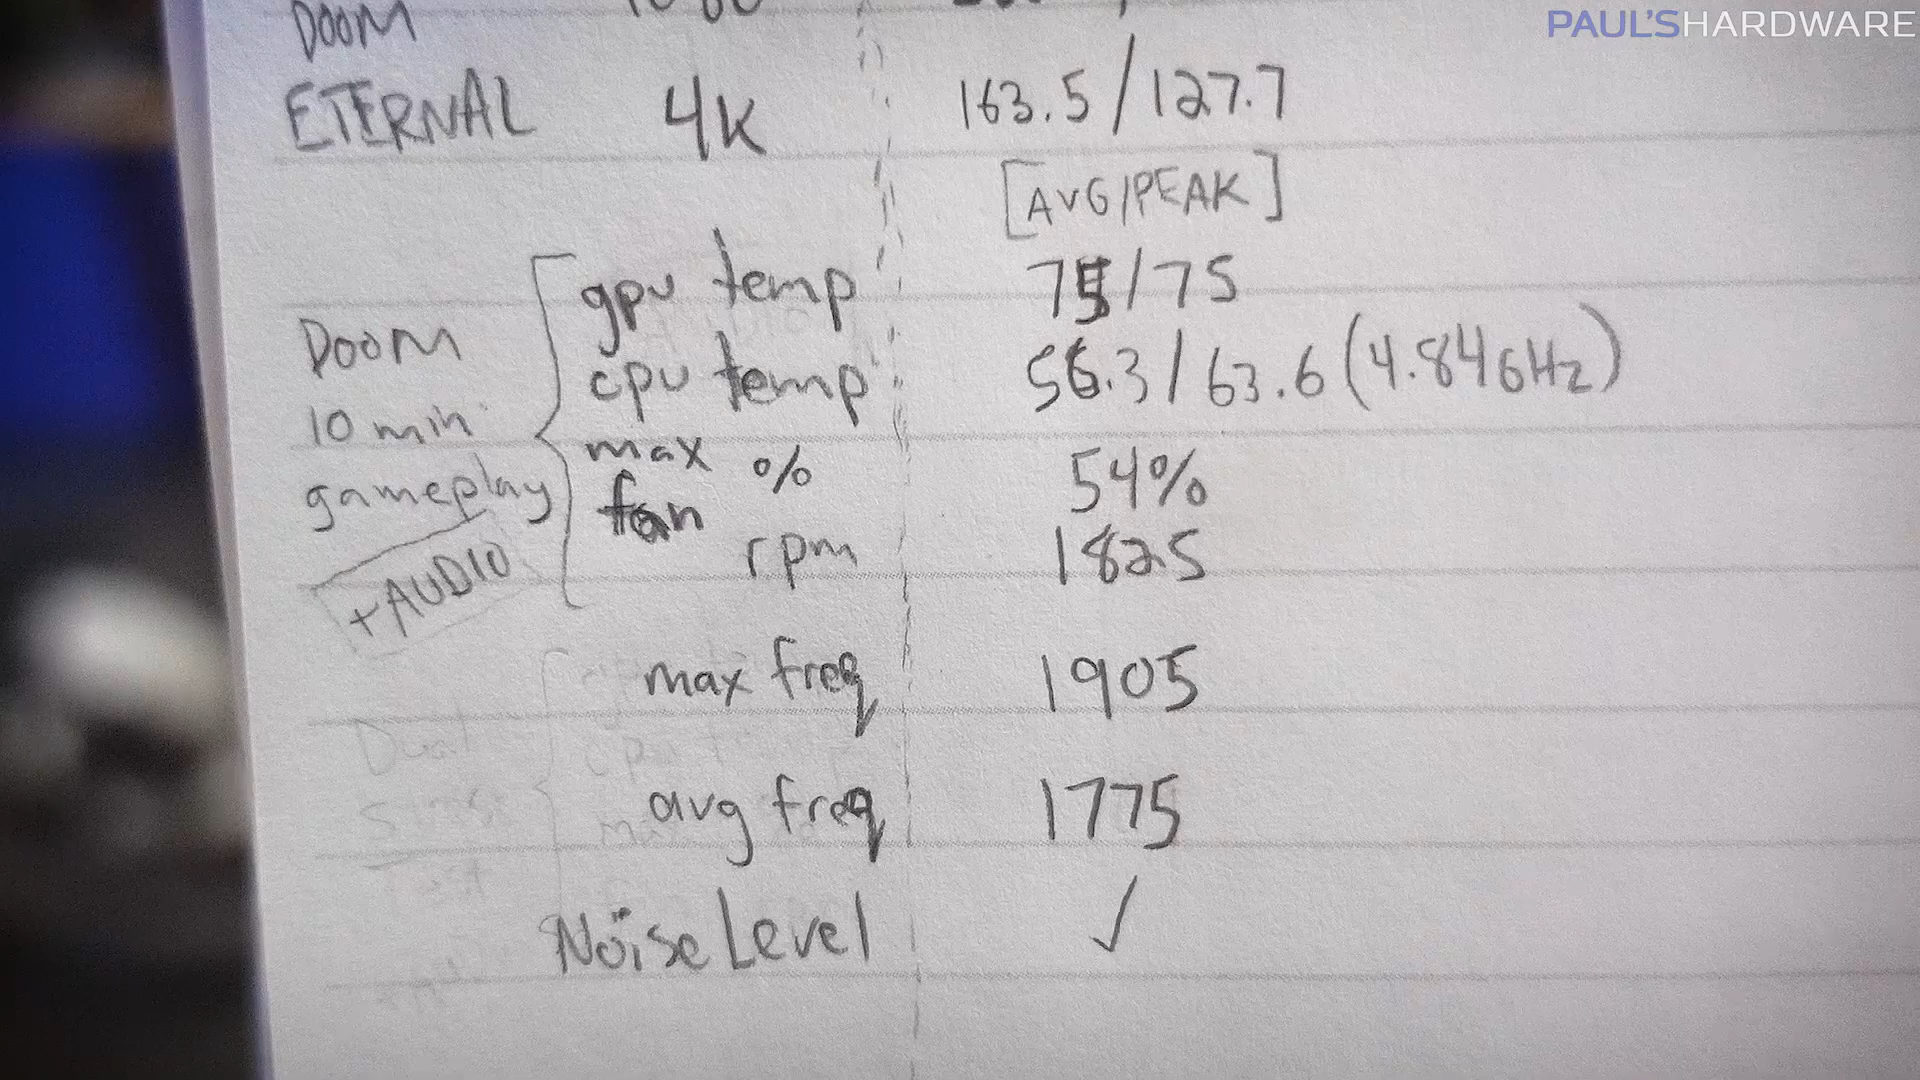 PAUL'SHARDWARE
DOOM
ETERNAL 4K 163.5/127.7
[AVG/PEAK]
gpu temp 75/75
cpu temp 56.3/63.6 (4.84GHz)
Doom
10 min
gameplay
+AUDIO
max fan % 54%
rpm 1825
max freq 1905
avg freq 1775
Noise Level ✓